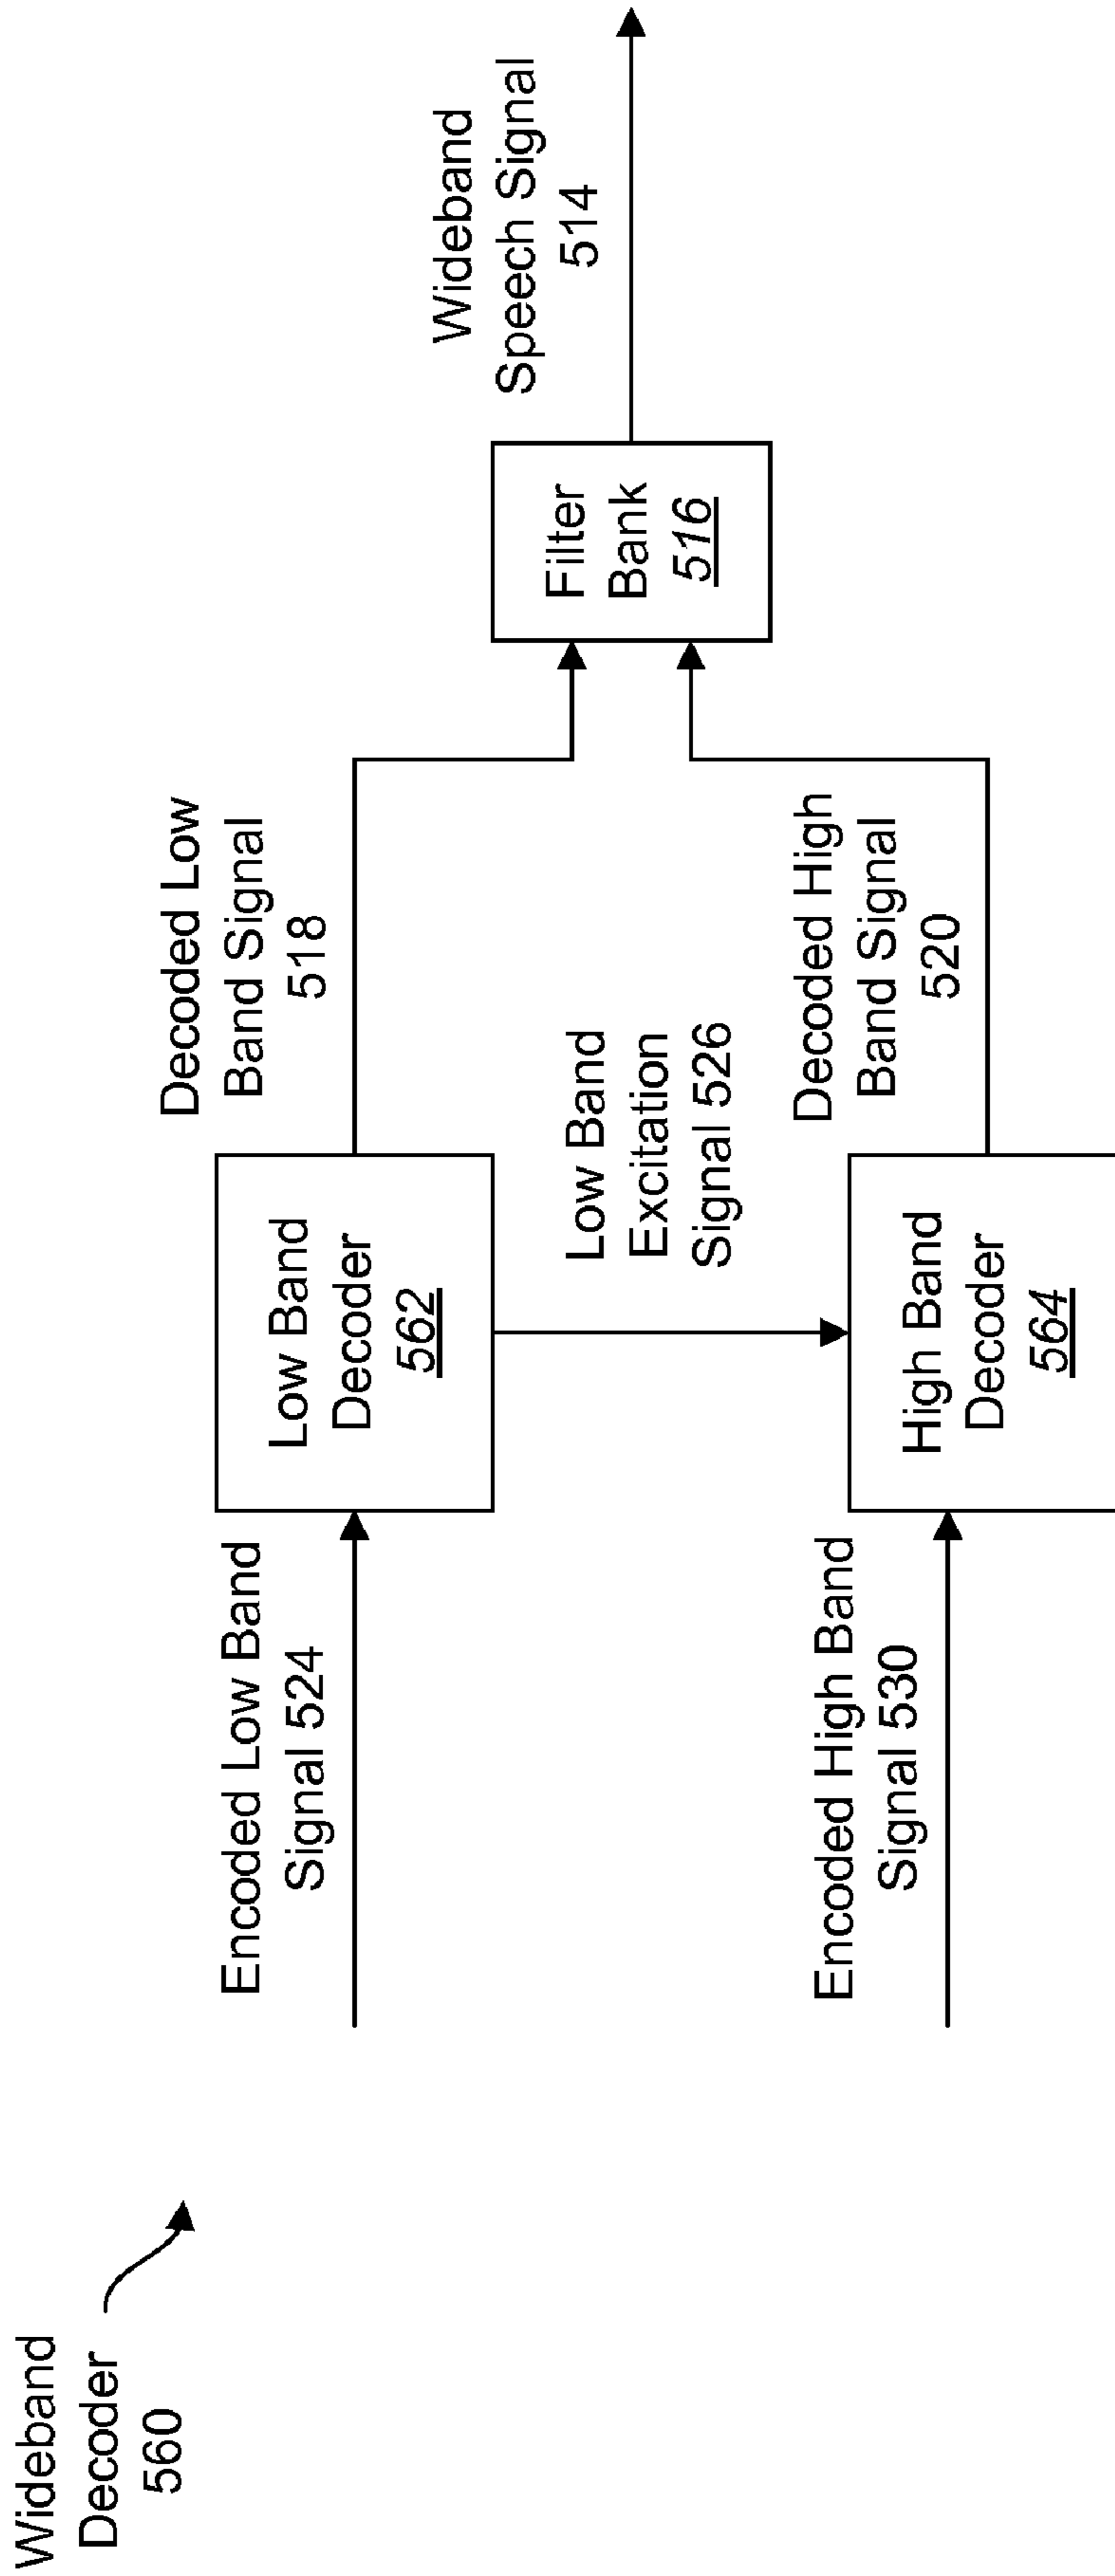 Wideband
Decoder
560
Encoded Low Band
Signal 524
Low Band
Decoder
562
Decoded Low
Band Signal
518
Low Band
Excitation
Signal 526
Encoded High Band
Signal 530
High Band
Decoder
564
Decoded High
Band Signal
520
Filter
Bank
516
Wideband
Speech Signal
514